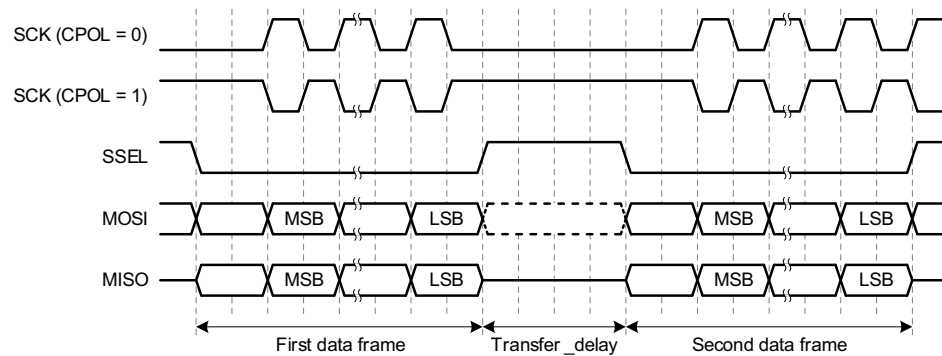 SCK (CPOL = 0)
SCK (CPOL = 1)
SSEL
MOSI MSB LSB MSB LSB
MISO MSB LSB MSB LSB
First data frame Transfer _delay Second data frame